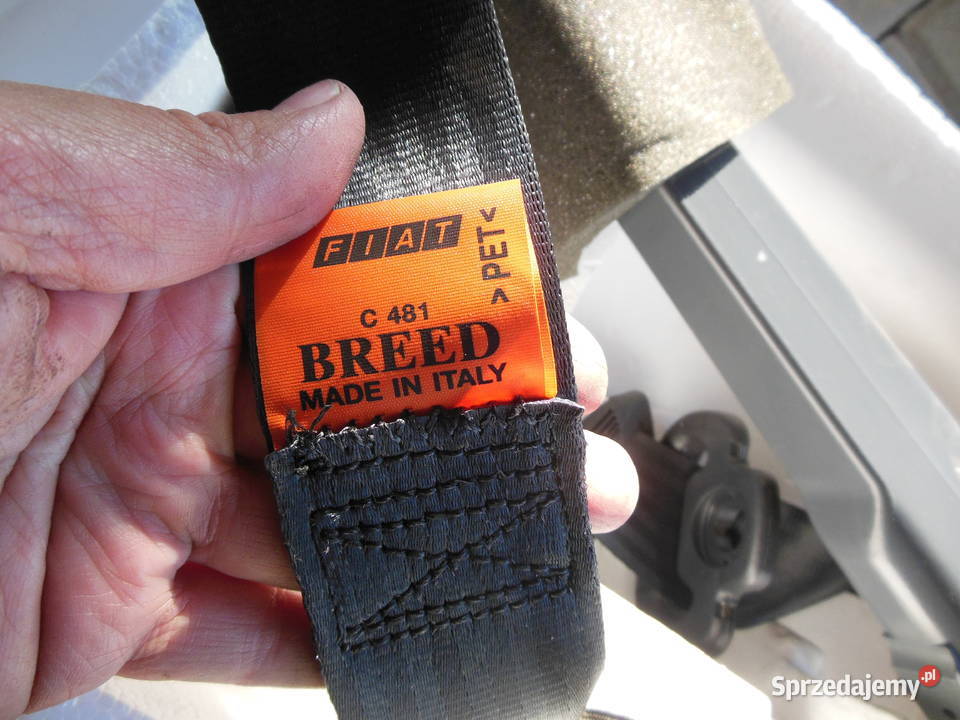 FIAT
>PET<
C 481
BREED
MADE IN ITALY
Sprzedajemy.pl